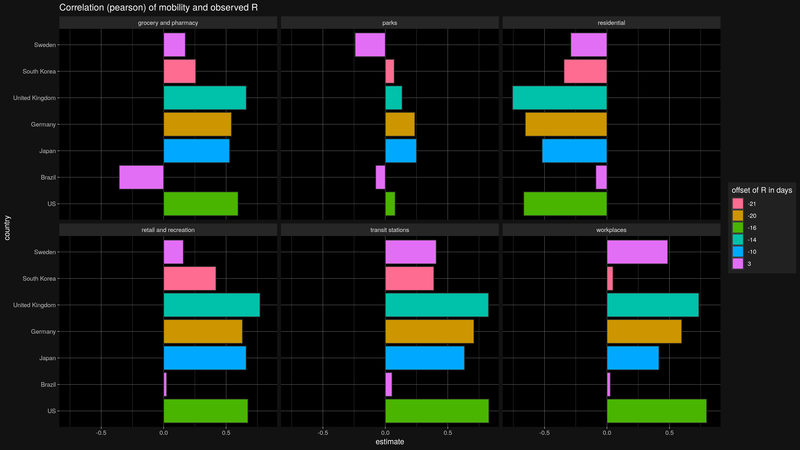 Correlation (pearson) of mobility and observed R
grocery and pharmacy
parks
residential
Sweden
South Korea
United Kingdom
Germany
Japan
Brazil
US
retail and recreation
transit stations
workplaces
Sweden
South Korea
United Kingdom
Germany
Japan
Brazil
US
-0.5 0.0 0.5
-0.5 0.0 0.5
-0.5 0.0 0.5
estimate
country
offset of R in days
-21
-20
-16
-14
-10
3